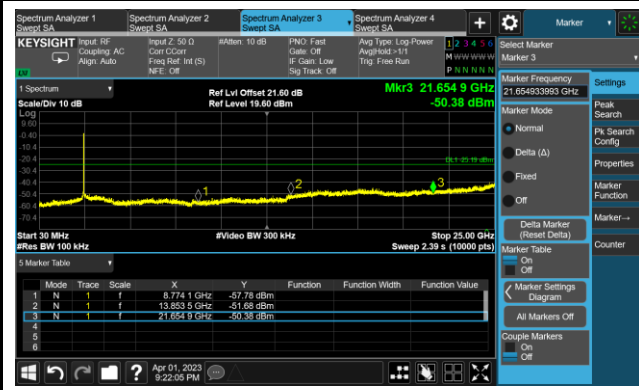 Spectrum Analyzer 1
Swept SA
Spectrum Analyzer 2
Swept SA
Spectrum Analyzer 3
Swept SA
Spectrum Analyzer 4
Swept SA
+
Marker
KEYSIGHT
Input: RF
Coupling: AC
Align: Auto
Input Z: 50 Ω
Corr CCorr
Freq Ref: Int (S)
NFE: Off
#Atten: 10 dB
PNO: Fast
Gate: Off
IF Gain: Low
Sig Track: Off
Avg Type: Log-Power
Avg|Hold:>1/1
Trig: Free Run
1 2 3 4 5 6
M W W W W W
P N N N N N
Select Marker
Marker 3
1 Spectrum
Scale/Div 10 dB
Ref Lvl Offset 21.60 dB
Ref Level 19.60 dBm
Mkr3 21.654 9 GHz
-50.38 dBm
Log
9.60
-0.40
-10.4
-20.4
-30.4
-40.4
-50.4
-60.4
-70.4
DL1 -25.19 dBm
1
2
3
Start 30 MHz
#Res BW 100 kHz
#Video BW 300 kHz
Stop 25.00 GHz
Sweep 2.39 s (10000 pts)
5 Marker Table
Mode Trace Scale X Y Function Function Width Function Value
1 N 1 f 8.774 1 GHz -57.78 dBm
2 N 1 f 13.853 5 GHz -51.68 dBm
3 N 1 f 21.654 9 GHz -50.38 dBm
4
5
6
Marker Frequency
21.654933993 GHz
Marker Mode
Normal
Delta (Δ)
Fixed
Off
Delta Marker
(Reset Delta)
Marker Table
On
Off
Marker Settings
Diagram
All Markers Off
Couple Markers
On
Off
Settings
Peak
Search
Pk Search
Config
Properties
Marker
Function
Marker→
Counter
?
Apr 01, 2023
9:22:05 PM